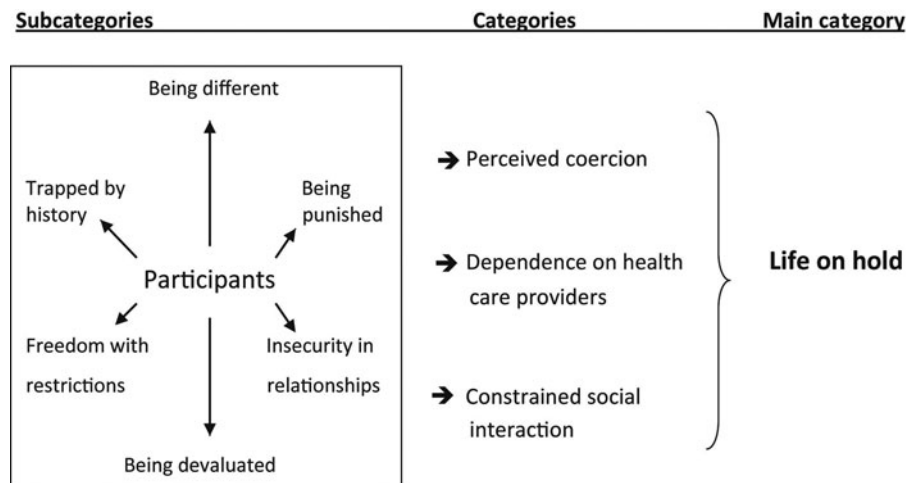 Subcategories Categories Main category
Being different
Trapped by
history
Being
punished
Participants
Freedom with
restrictions
Insecurity in
relationships
Being devaluated
➔ Perceived coercion
➔ Dependence on health
care providers
➔ Constrained social
interaction
Life on hold